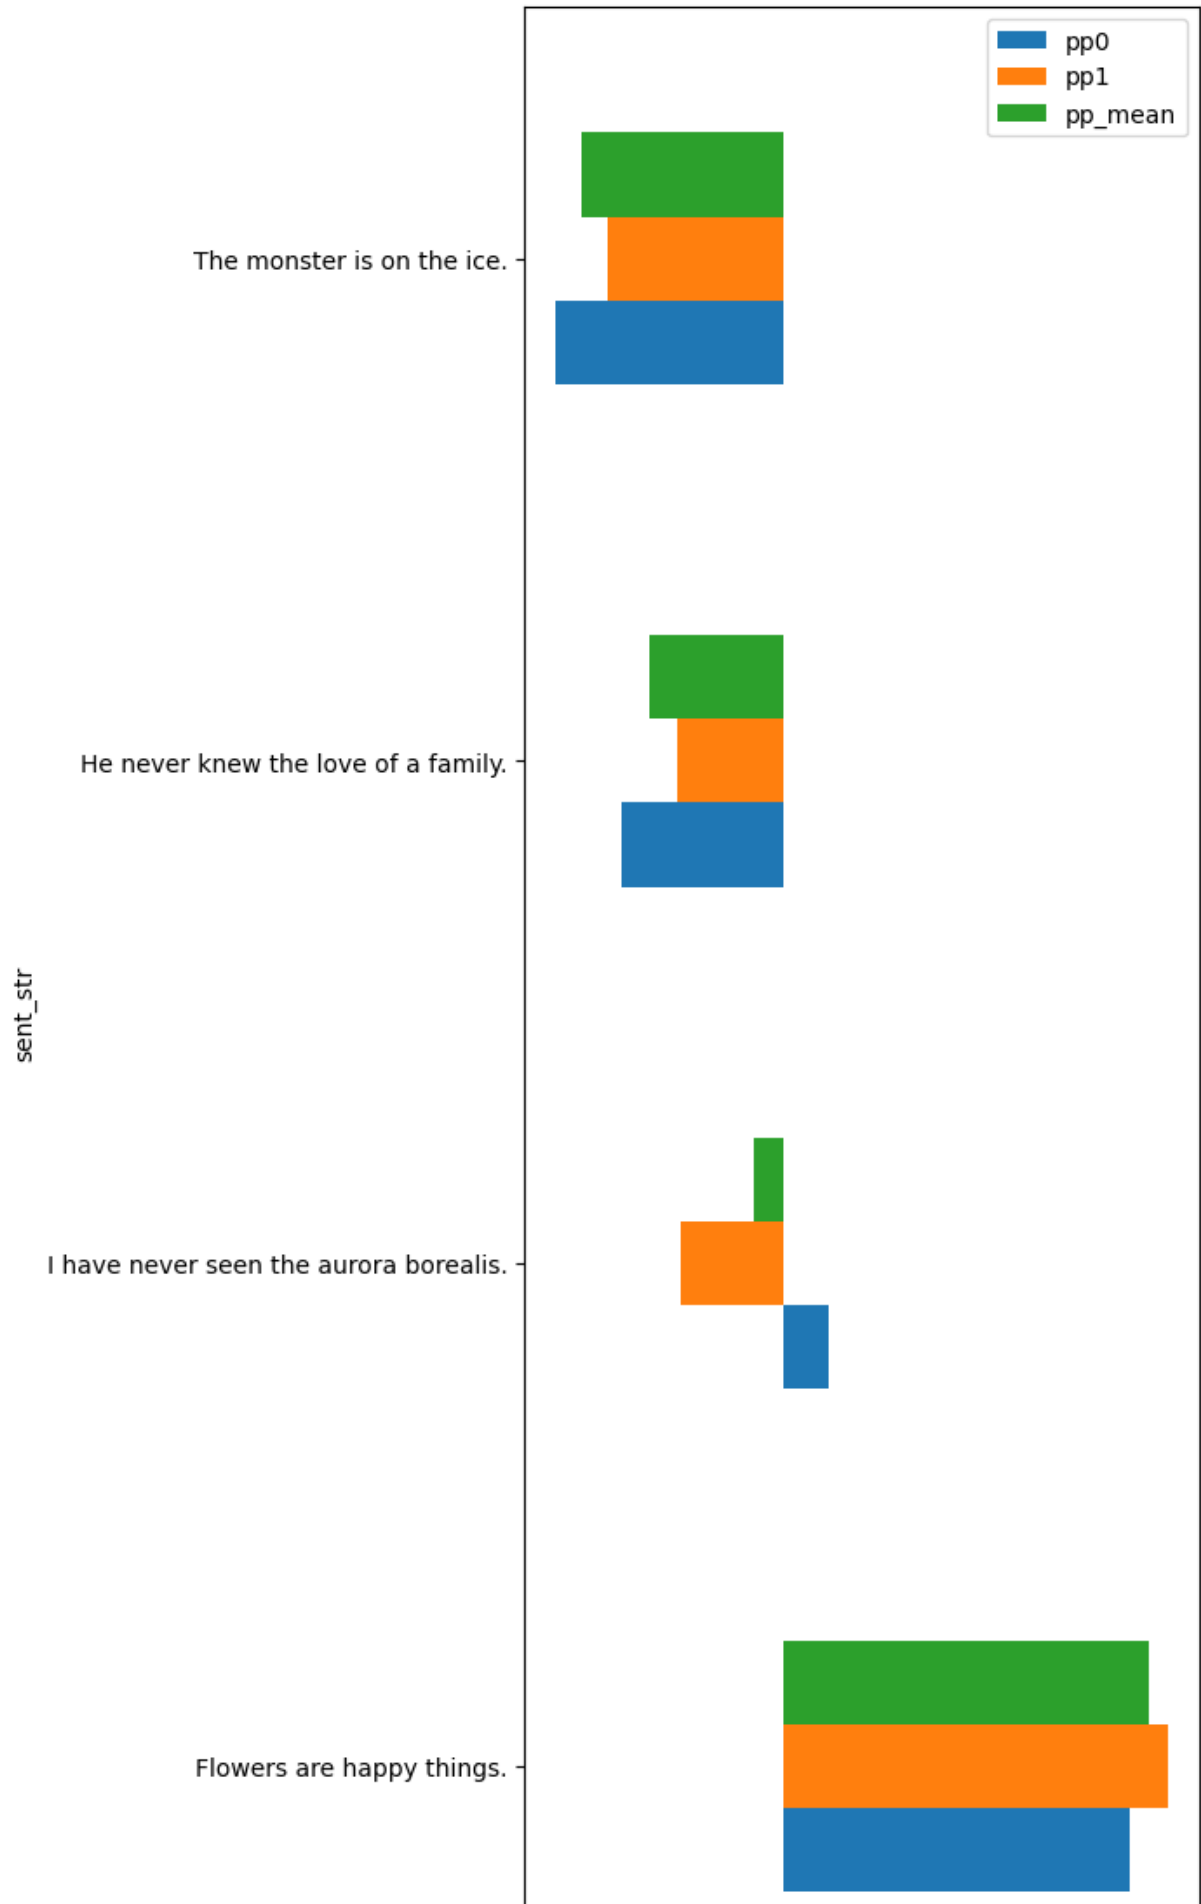 pp0
pp1
pp_mean
The monster is on the ice.
He never knew the love of a family.
sent_str
I have never seen the aurora borealis.
Flowers are happy things.